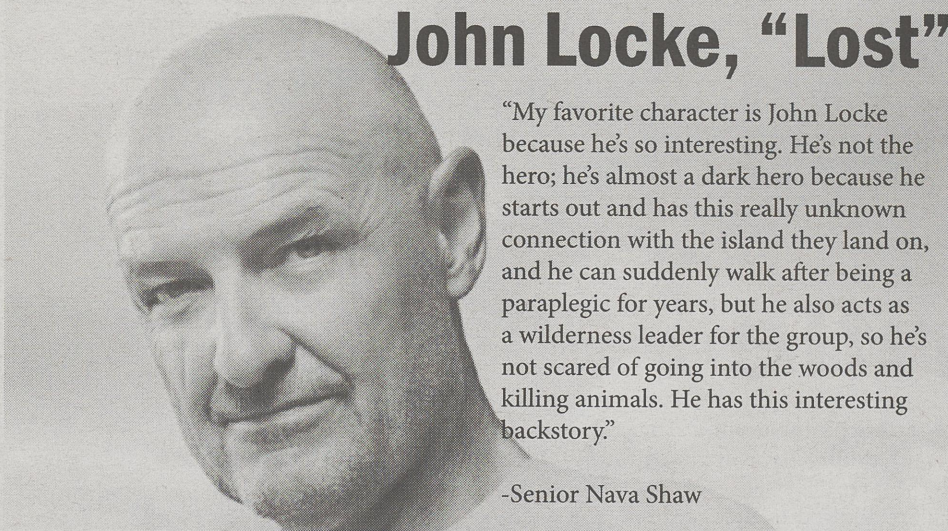 John Locke, “Lost”
“My favorite character is John Locke
because he’s so interesting. He’s not the
hero; he’s almost a dark hero because he
starts out and has this really unknown
connection with the island they land on,
and he can suddenly walk after being a
paraplegic for years, but he also acts as
a wilderness leader for the group, so he’s
not scared of going into the woods and
killing animals. He has this interesting
backstory.”
-Senior Nava Shaw